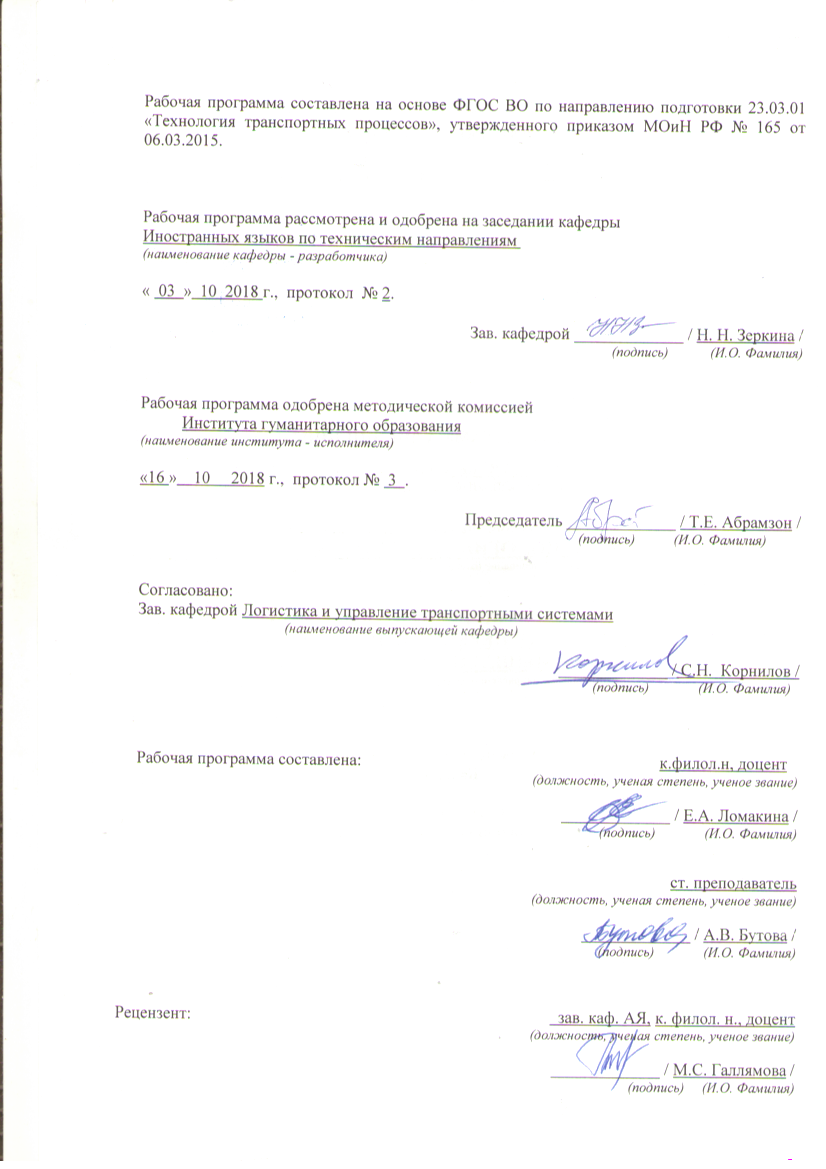 Рабочая программа составлена на основе ФГОС ВО по направлению подготовки 23.03.01
«Технология транспортных процессов», утвержденного приказом МОиН РФ № 165 от
06.03.2015.
Рабочая программа рассмотрена и одобрена на заседании кафедры
Иностранных языков по техническим направлениям
(наименование кафедры - разработчика)
« 03 » 10 2018 г., протокол № 2.
Зав. кафедрой _____________ / Н. Н. Зеркина /
(подпись) (И.О. Фамилия)
Рабочая программа одобрена методической комиссией
Института гуманитарного образования
(наименование института - исполнителя)
«16 » 10 2018 г., протокол № 3 .
Председатель _____________ / Т.Е. Абрамзон /
(подпись) (И.О. Фамилия)
Согласовано:
Зав. кафедрой Логистика и управление транспортными системами
(наименование выпускающей кафедры)
Корнилов / С.Н. Корнилов /
(подпись) (И.О. Фамилия)
Рабочая программа составлена: к.филол.н, доцент
(должность, ученая степень, ученое звание)
_____________ / Е.А. Ломакина /
(подпись) (И.О. Фамилия)
ст. преподаватель
(должность, ученая степень, ученое звание)
Бутова / А.В. Бутова /
(подпись) (И.О. Фамилия)
Рецензент: зав. каф. АЯ, к. филол. н., доцент
(должность, ученая степень, ученое звание)
_____________ / М.С. Галлямова /
(подпись) (И.О. Фамилия)